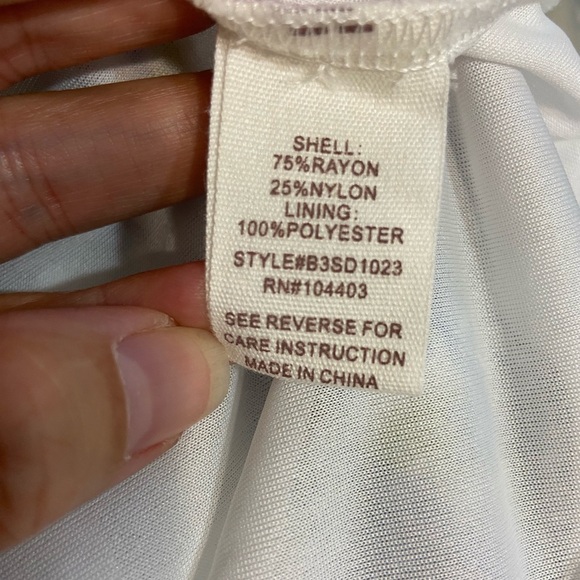 SHELL:
75%RAYON
25%NYLON
LINING:
100%POLYESTER
STYLE#B3SD1023
RN#104403
SEE REVERSE FOR
CARE INSTRUCTION
MADE IN CHINA